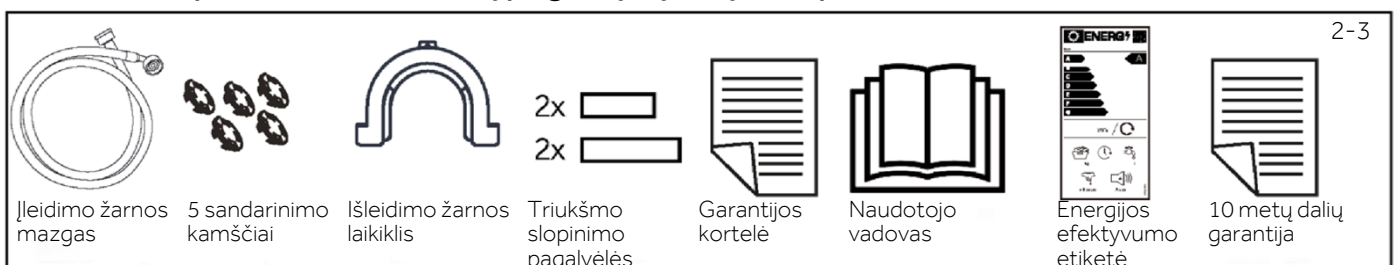 2-3
ENERG
A
A
2x
2x
Įleidimo žarnos
mazgas
5 sandarinimo
kamščiai
Išleidimo žarnos
laikiklis
Triukšmo
slopinimo
pagalvėlės
Garantijos
kortelė
Naudotojo
vadovas
Energijos
efektyvumo
etiketė
10 metų dalių
garantija